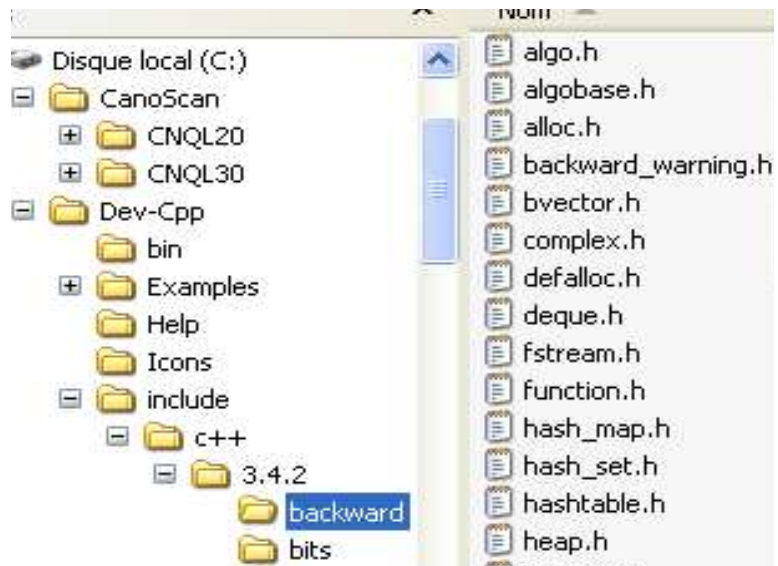 Disque local (C:)
CanoScan
CNQL20
CNQL30
Dev-Cpp
bin
Examples
Help
Icons
include
c++
3.4.2
backward
bits
Nom
algo.h
algobase.h
alloc.h
backward_warning.h
bvector.h
complex.h
defalloc.h
deque.h
fstream.h
function.h
hash_map.h
hash_set.h
hashtable.h
heap.h